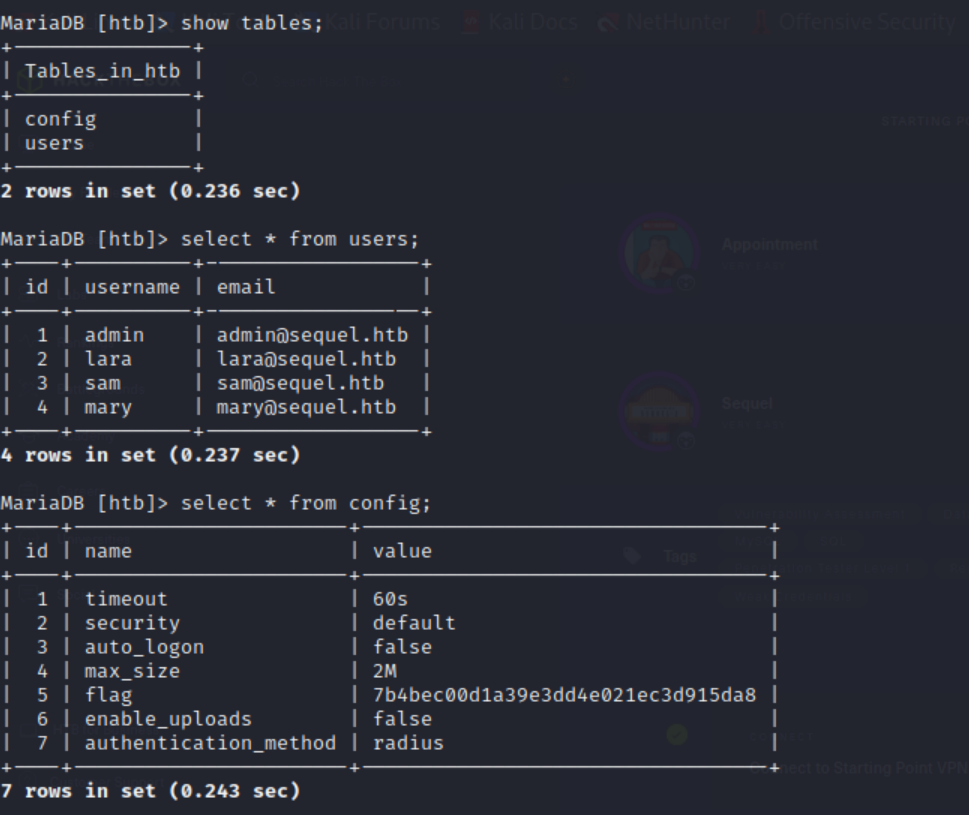 Kali Forums Kali Docs NetHunter Offensive Security
MariaDB [htb]> show tables;
+---------------+
| Tables_in_htb |
+---------------+
| config |
| users |
+---------------+
2 rows in set (0.236 sec)
MariaDB [htb]> select * from users;
+----+----------+------------------+
| id | username | email |
+----+----------+------------------+
| 1 | admin | admin@sequel.htb |
| 2 | lara | lara@sequel.htb |
| 3 | sam | sam@sequel.htb |
| 4 | mary | mary@sequel.htb |
+----+----------+------------------+
4 rows in set (0.237 sec)
MariaDB [htb]> select * from config;
+----+-----------------------+----------------------------------+
| id | name | value |
+----+-----------------------+----------------------------------+
| 1 | timeout | 60s |
| 2 | security | default |
| 3 | auto_logon | false |
| 4 | max_size | 2M |
| 5 | flag | 7b4bec00d1a39e3dd4e021ec3d915da8 |
| 6 | enable_uploads | false |
| 7 | authentication_method | radius |
+----+-----------------------+----------------------------------+
7 rows in set (0.243 sec)
STARTING
Appointment
Sequel
Tags
Connect to Starting Point VPN